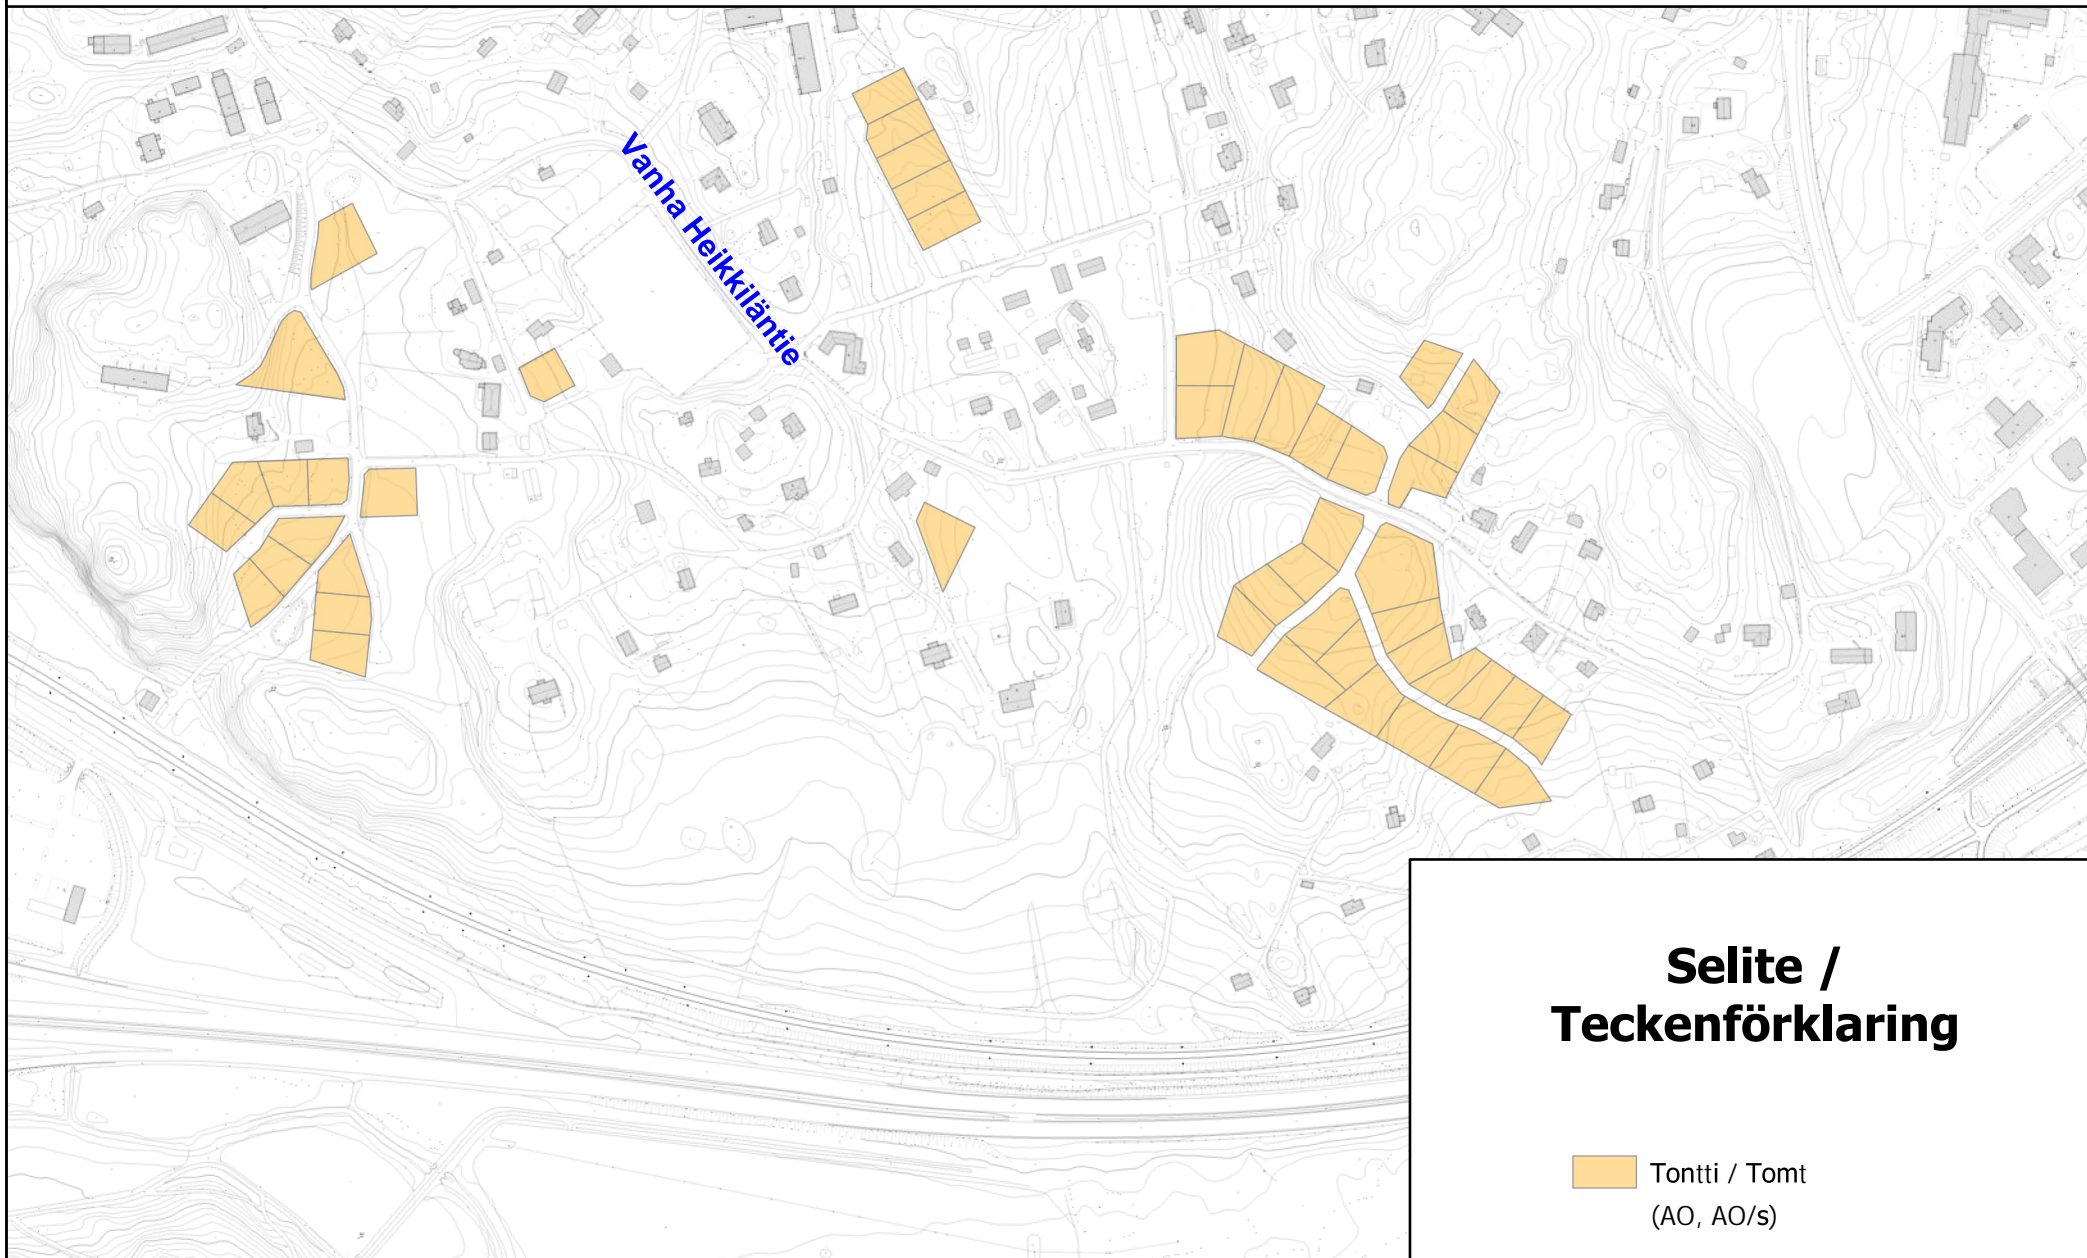 Vanha Heikkiläntie
Selite /
Teckenförklaring
Tontti / Tomt
(AO, AO/s)